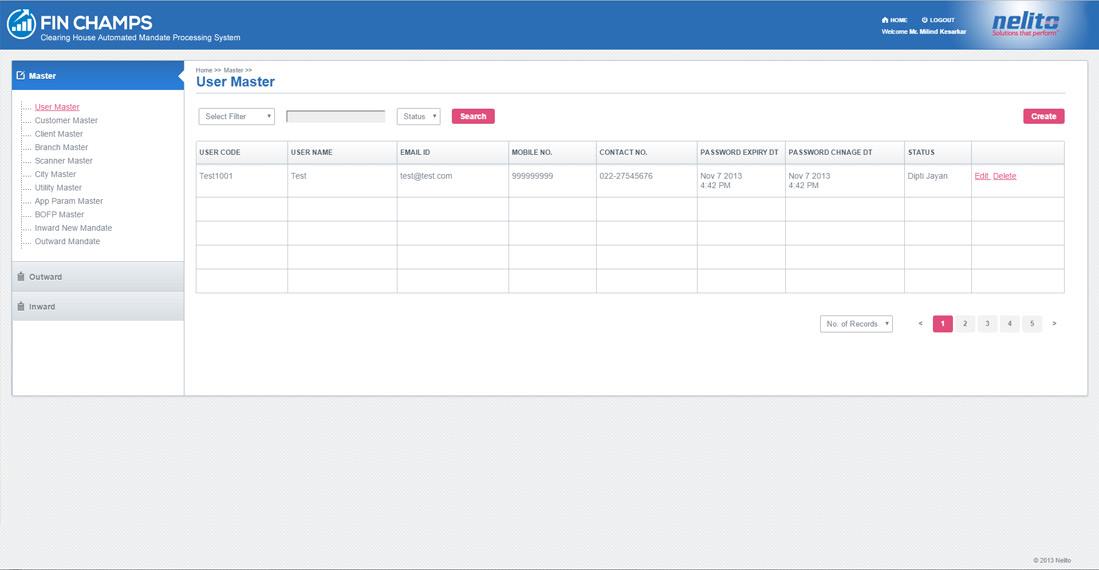 FIN CHAMPS
Clearing House Automated Mandate Processing System
HOME LOGOUT
Welcome Mr. Milind Kesarkar
nelito
Solutions that perform™
Master
User Master
Customer Master
Client Master
Branch Master
Scanner Master
City Master
Utility Master
App Param Master
BOFP Master
Inward New Mandate
Outward Mandate
Outward
Inward
Home >> Master >>
User Master
Select Filter Status Search Create
USER CODE USER NAME EMAIL ID MOBILE NO. CONTACT NO. PASSWORD EXPIRY DT PASSWORD CHNAGE DT STATUS
Test1001 Test test@test.com 999999999 022-27545676 Nov 7 2013 Nov 7 2013 Dipti Jayan Edit Delete
4:42 PM 4:42 PM
No. of Records < 1 2 3 4 5 >
© 2013 Nelito